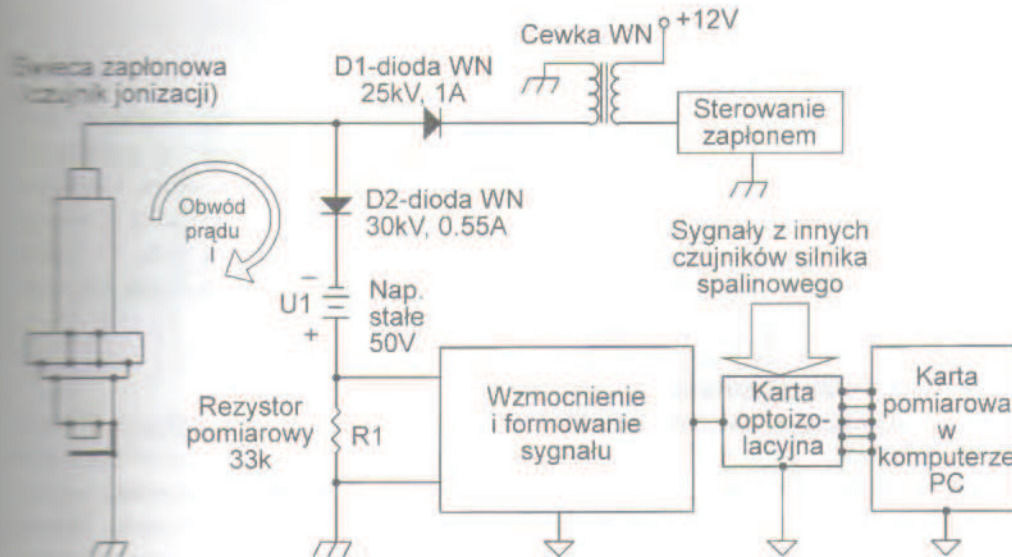 Świeca zapłonowa
(czujnik jonizacji)
D1-dioda WN
25kV, 1A
Cewka WN
+12V
Sterowanie
zapłonem
Obwód
prądu
I
D2-dioda WN
30kV, 0.55A
Sygnały z innych
czujników silnika
spalinowego
−
U1
+
Nap.
stałe
50V
Rezystor
pomiarowy
33k
R1
Wzmocnienie
i formowanie
sygnału
Karta
optoizo-
lacyjna
Karta
pomiarowa
w
komputerze
PC